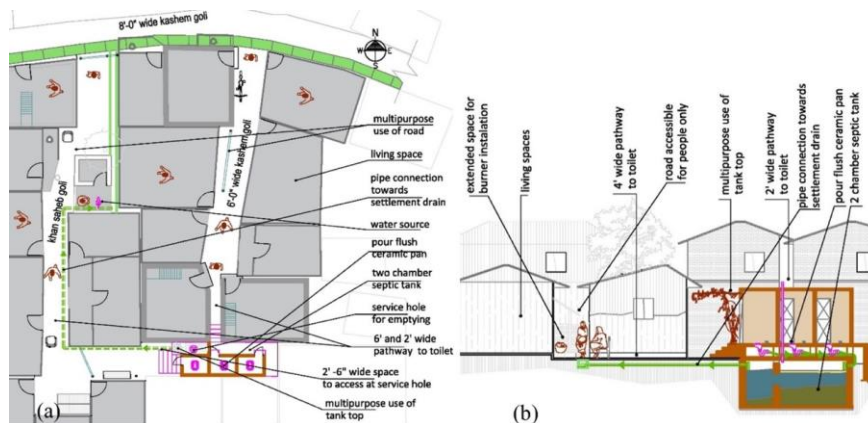 8'-0" wide kashem goli
N
W
L
S
multipurpose
use of road
living space
6'-0" wide kashem goli
pipe connection
towards
settlement drain
khan saheb goli
water source
pour flush
ceramic pan
two chamber
septic tank
service hole
for emptying
6' and 2' wide
pathway to toilet
2' -6" wide space
to access at service hole
multipurpose use of
tank top
(a)
extended space for
burner instalation
living spaces
4' wide pathway
to toilet
road accessible
for people only
multipurpose use of
tank top
2' wide pathway
to toilet
pipe connection towards
settlement drain
pour flush ceramic pan
2 chamber septic tank
(b)